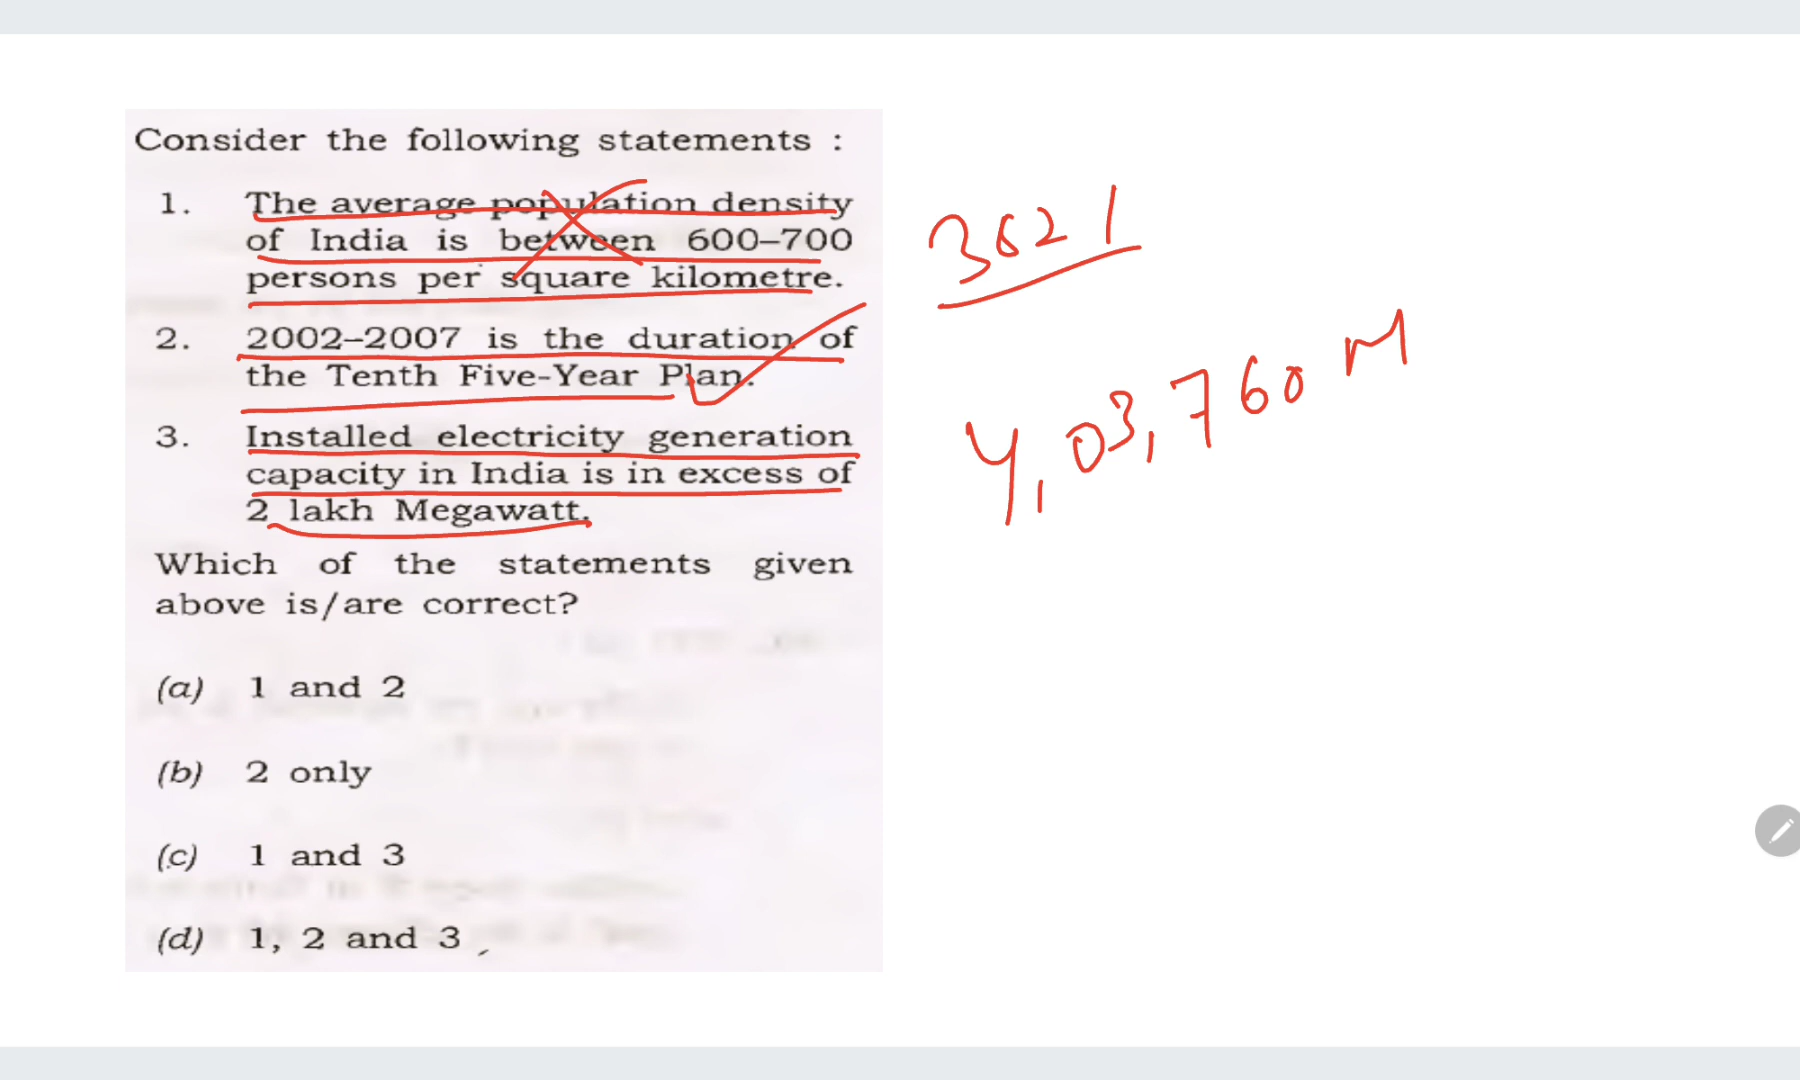 Consider the following statements :
1. The average population density
of India is between 600–700
persons per square kilometre.
2. 2002–2007 is the duration of
the Tenth Five-Year Plan.
3. Installed electricity generation
capacity in India is in excess of
2 lakh Megawatt.
Which of the statements given
above is/are correct?
(a) 1 and 2
(b) 2 only
(c) 1 and 3
(d) 1, 2 and 3
4,03,760 M